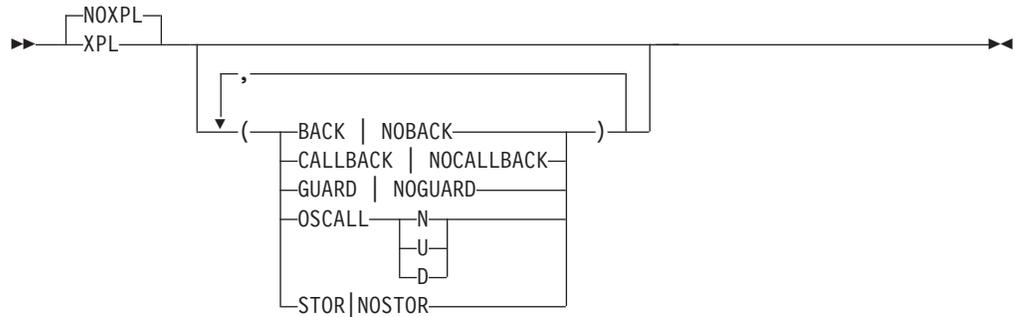 NOXPL
XPL
,
( BACK | NOBACK )
CALLBACK | NOCALLBACK
GUARD | NOGUARD
OSCALL N
U
D
STOR|NOSTOR